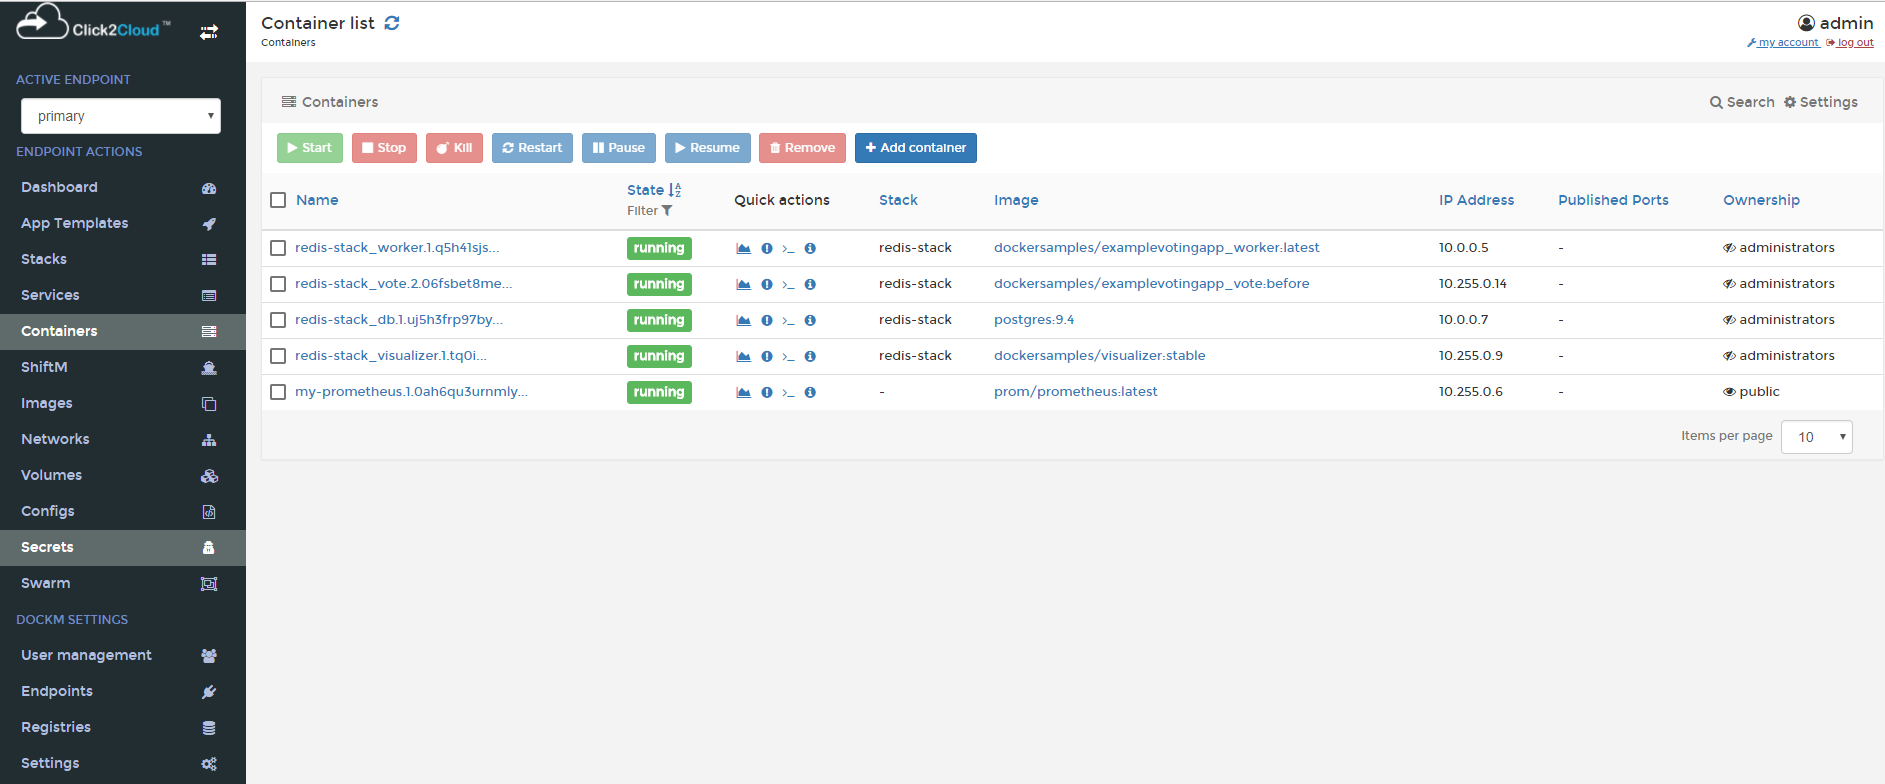 Click2Cloud™
ACTIVE ENDPOINT
primary
ENDPOINT ACTIONS
Dashboard
App Templates
Stacks
Services
Containers
ShiftM
Images
Networks
Volumes
Configs
Secrets
Swarm
DOCKM SETTINGS
User management
Endpoints
Registries
Settings
Container list
Containers
admin
my account log out
Containers
Search Settings
Start Stop Kill Restart Pause Resume Remove Add container
Name State Quick actions Stack Image IP Address Published Ports Ownership
Filter
redis-stack_worker.1.q5h41sjs... running redis-stack dockersamples/examplevotingapp_worker:latest 10.0.0.5 - administrators
redis-stack_vote.2.06fsbet8me... running redis-stack dockersamples/examplevotingapp_vote:before 10.255.0.14 - administrators
redis-stack_db.1.uj5h3frp97by... running redis-stack postgres:9.4 10.0.0.7 - administrators
redis-stack_visualizer.1.tq0i... running redis-stack dockersamples/visualizer:stable 10.255.0.9 - administrators
my-prometheus.1.0ah6qu3urnmly... running - prom/prometheus:latest 10.255.0.6 - public
Items per page 10